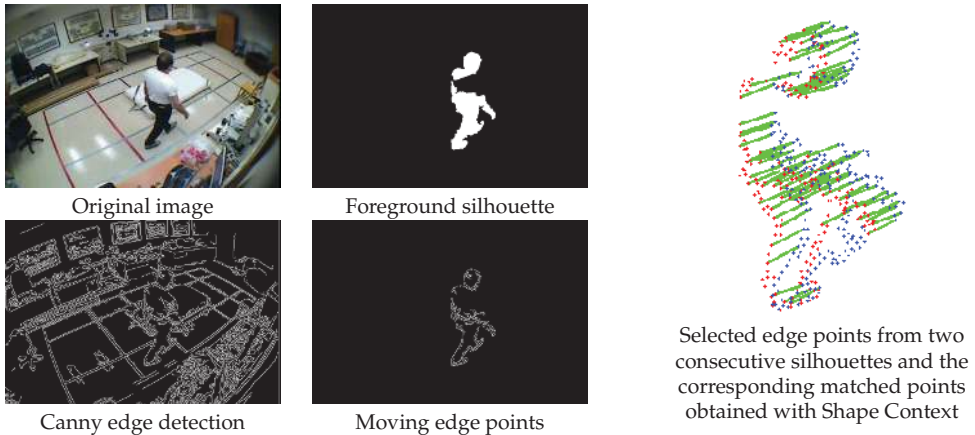 Original image
Foreground silhouette
Canny edge detection
Moving edge points
Selected edge points from two
consecutive silhouettes and the
corresponding matched points
obtained with Shape Context